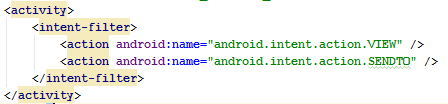 <activity>
<intent-filter>
<action android:name="android.intent.action.VIEW" />
<action android:name="android.intent.action.SENDTO" />
</intent-filter>
</activity>